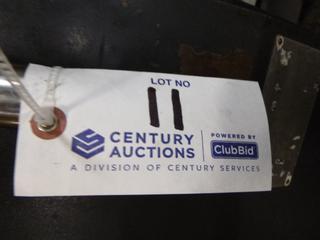 LOT NO
11
CENTURY AUCTIONS
POWERED BY
ClubBid
A DIVISION OF CENTURY SERVICES